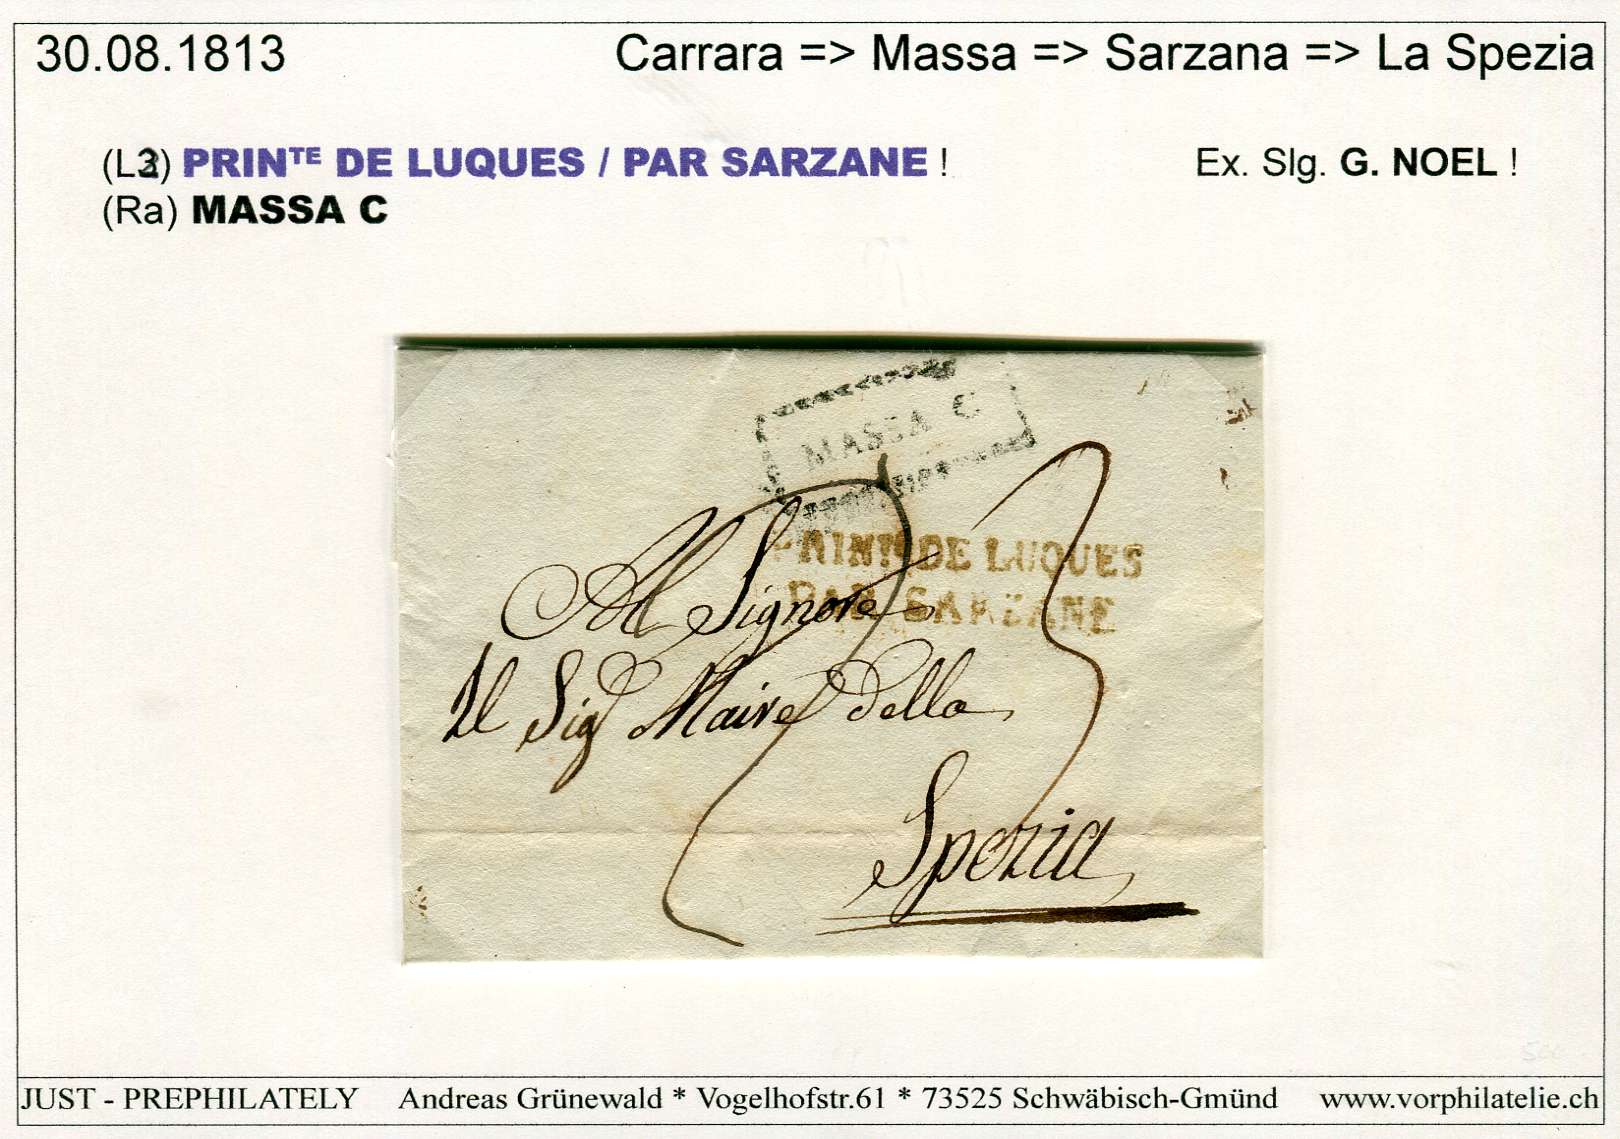 30.08.1813 Carrara => Massa => Sarzana => La Spezia
(L2) PRINTE DE LUQUES / PAR SARZANE ! Ex. Slg. G. NOEL !
(Ra) MASSA C
MASSA C
PRINTE DE LUQUES
PAR SARZANE
Al Signore
Il Sigr Maire della
Spezia
JUST - PREPHILATELY Andreas Grünewald * Vogelhofstr.61 * 73525 Schwäbisch-Gmünd www.vorphilatelie.ch